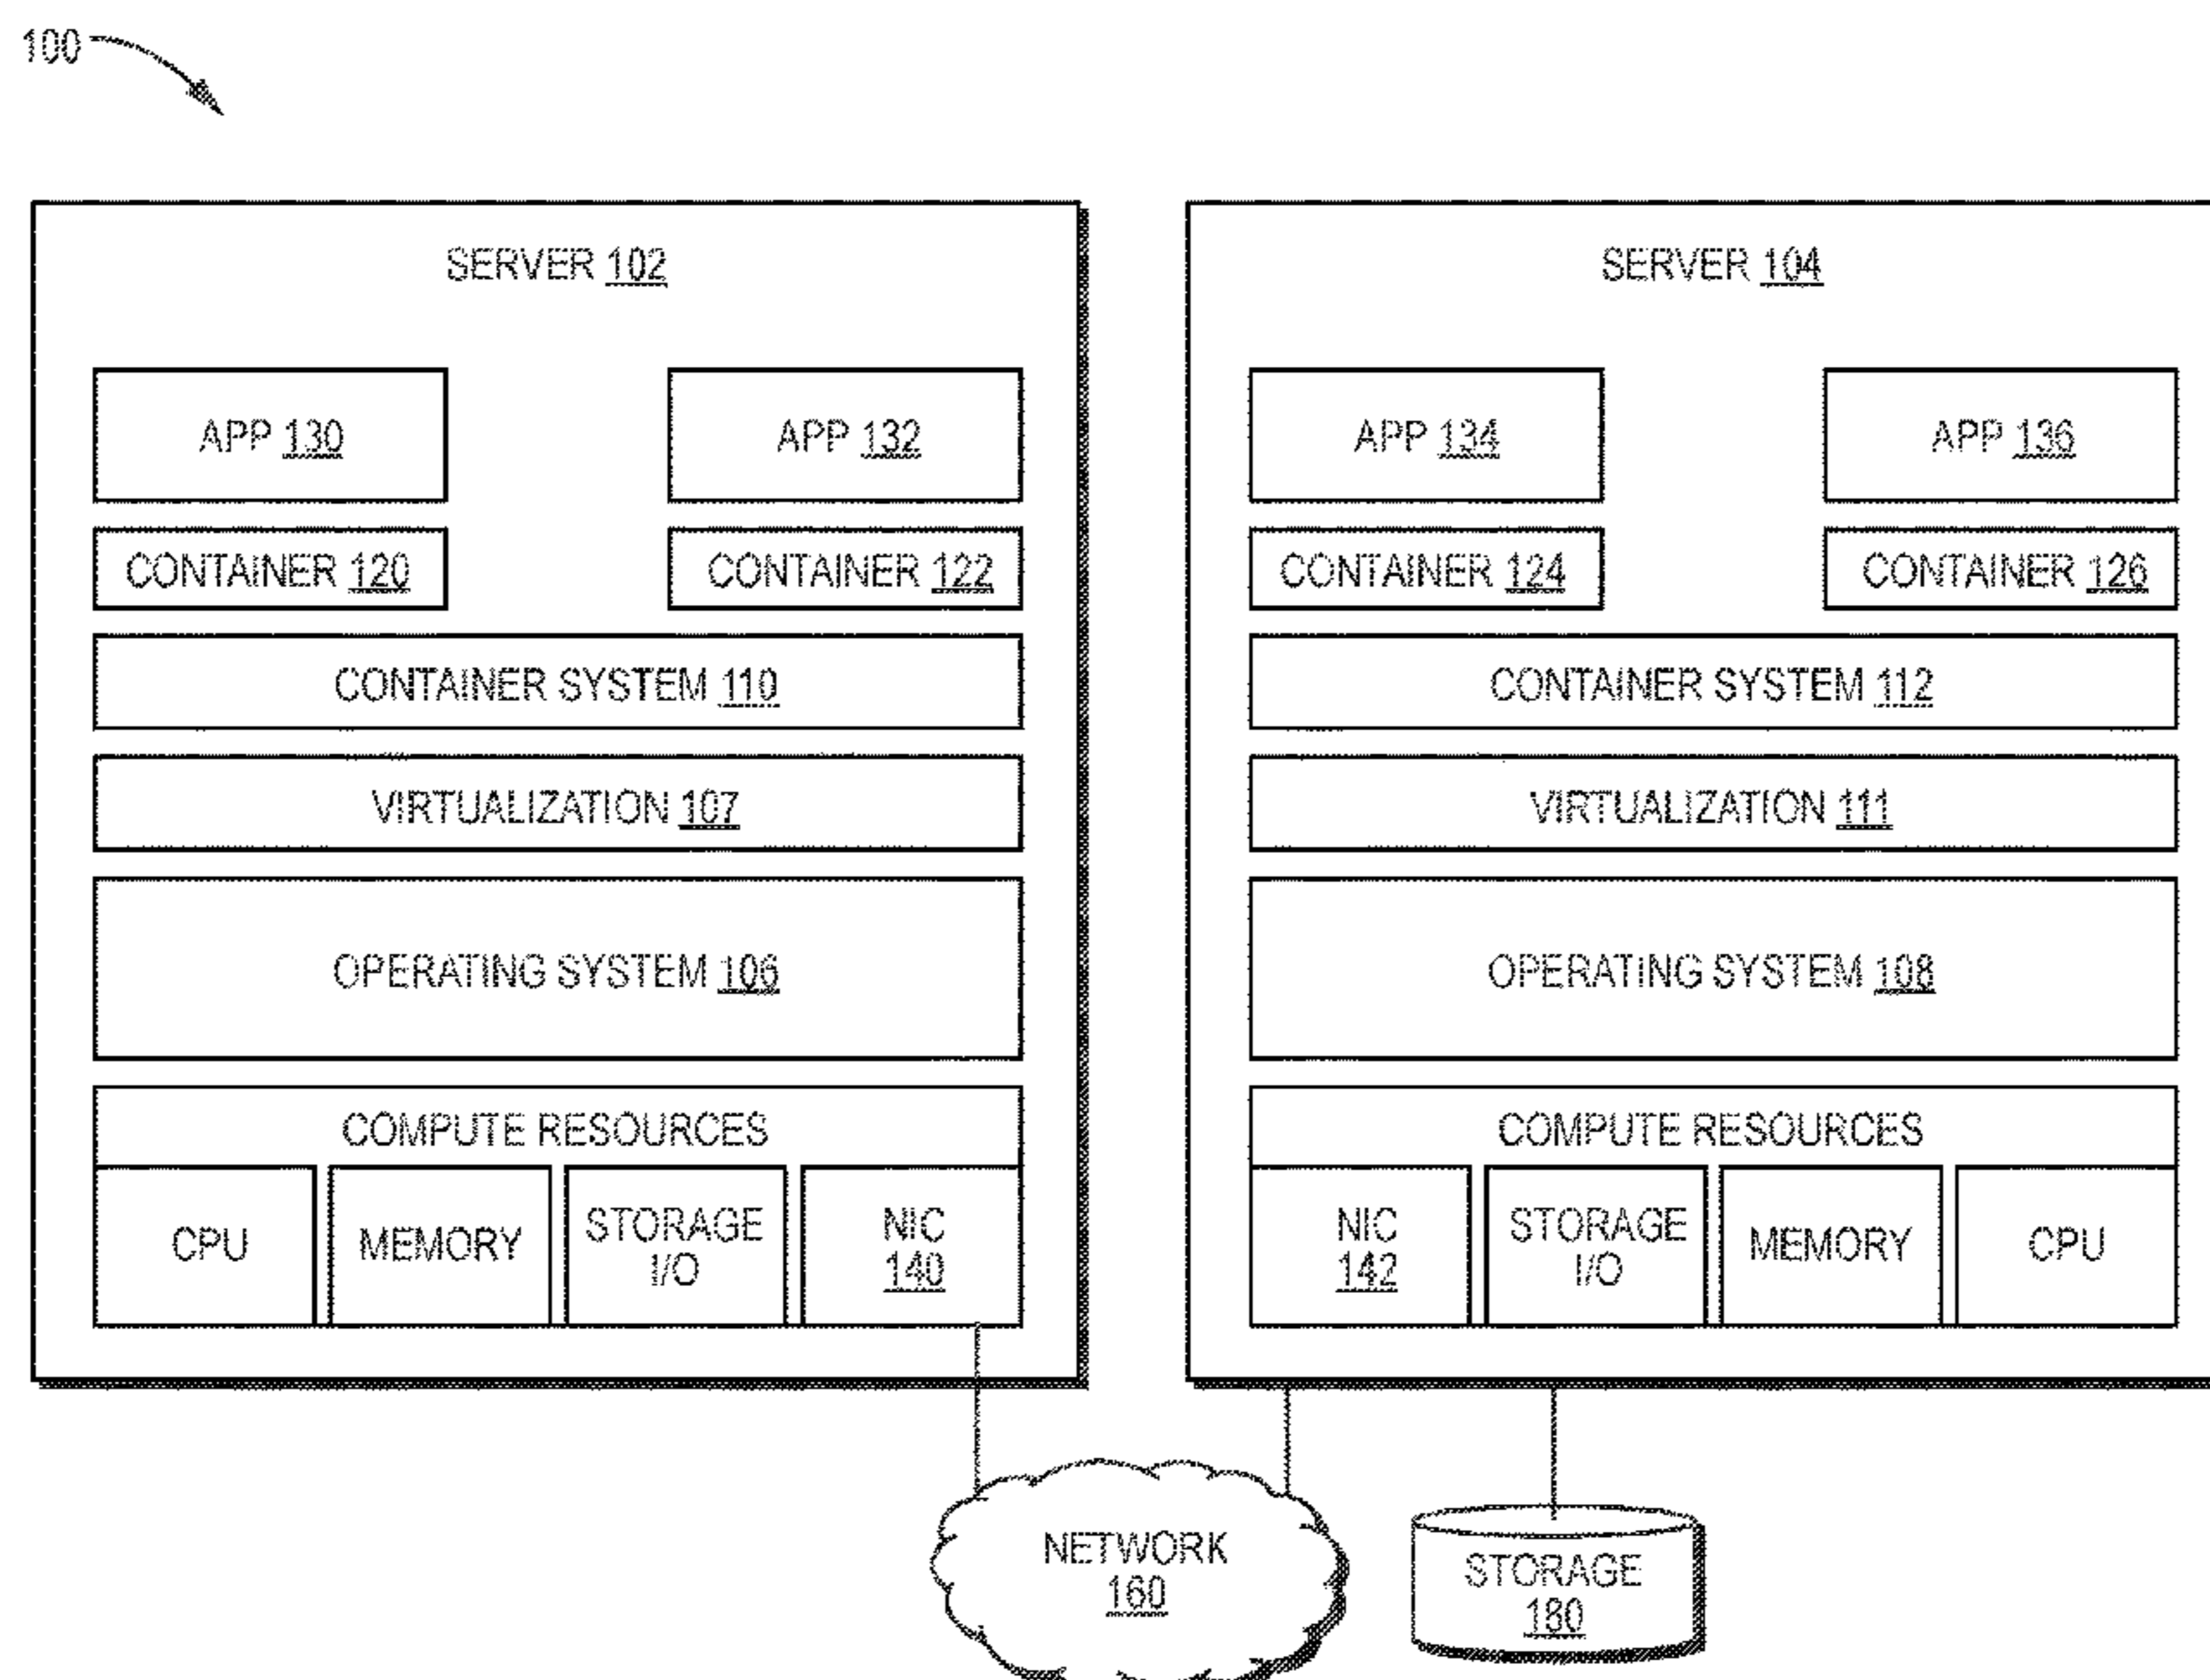 100
SERVER 102
APP 130
APP 132
CONTAINER 120
CONTAINER 122
CONTAINER SYSTEM 110
VIRTUALIZATION 107
OPERATING SYSTEM 106
COMPUTE RESOURCES
CPU
MEMORY
STORAGE
I/O
NIC
140
SERVER 104
APP 134
APP 136
CONTAINER 124
CONTAINER 126
CONTAINER SYSTEM 112
VIRTUALIZATION 111
OPERATING SYSTEM 108
COMPUTE RESOURCES
NIC
142
STORAGE
I/O
MEMORY
CPU
NETWORK
160
STORAGE
180